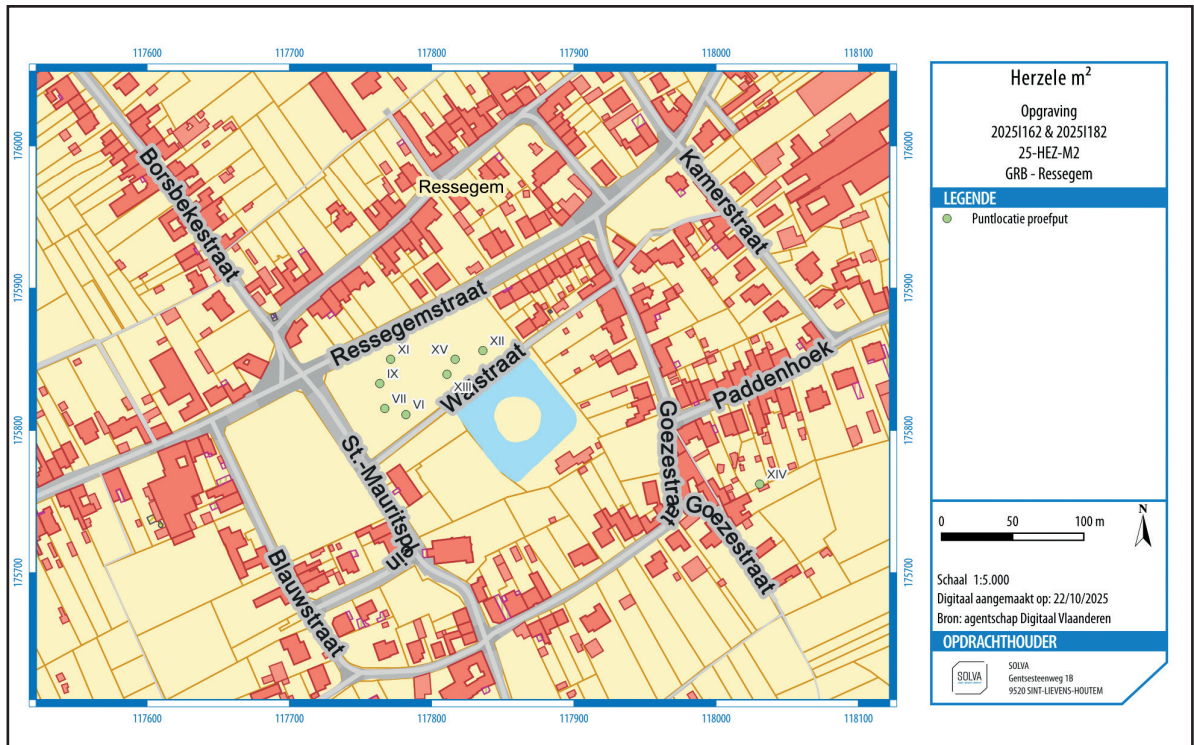 117600 117700 117800 117900 118000 118100
176000
175900
175800
175700
176000
175900
175800
175700
Borsbekestraat
Ressegem
Kamerstraat
Ressegemstraat
XI
XV
XII
IX
XIII
VII
VI
Walstraat
Paddenhoek
St.-Mauritsplein
Goezestraat
XIV
Goezestraat
Blauwstraat
117600 117700 117800 117900 118000 118100
Herzele m²
Opgraving
2025I162 & 2025I182
25-HEZ-M2
GRB - Ressegem
LEGENDE
Puntlocatie proefput
0 50 100 m
N
Schaal 1:5.000
Digitaal aangemaakt op: 22/10/2025
Bron: agentschap Digitaal Vlaanderen
OPDRACHTHOUDER
SOLVA
SOLVA
Gentsesteenweg 1B
9520 SINT-LIEVENS-HOUTEM